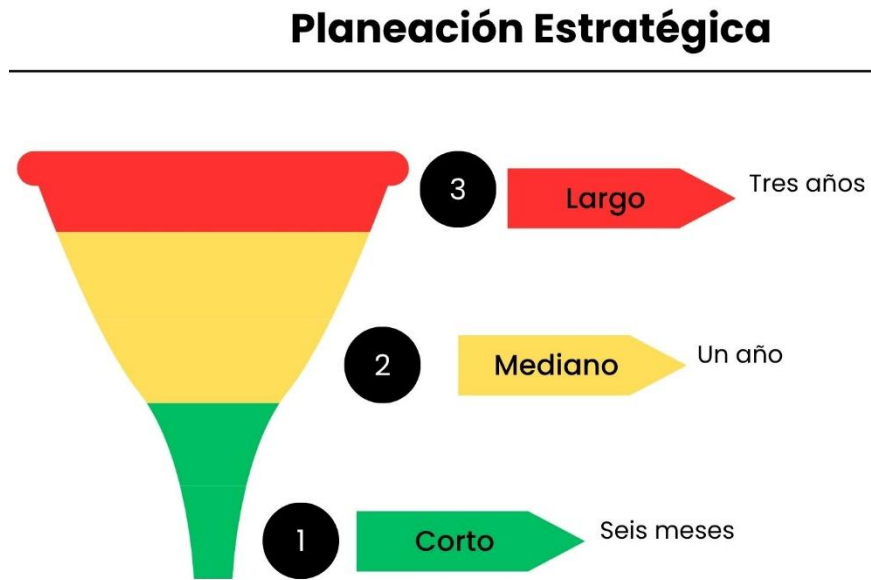 Planeación Estratégica
3
Largo
Tres años
2
Mediano
Un año
1
Corto
Seis meses